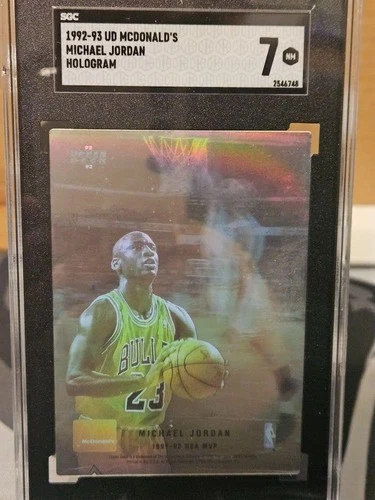 SGC
1992-93 UD MCDONALD'S
MICHAEL JORDAN
HOLOGRAM
7
NM
2546748
BULLS
23
McDonald's
MICHAEL JORDAN
1991-92 NBA MVP